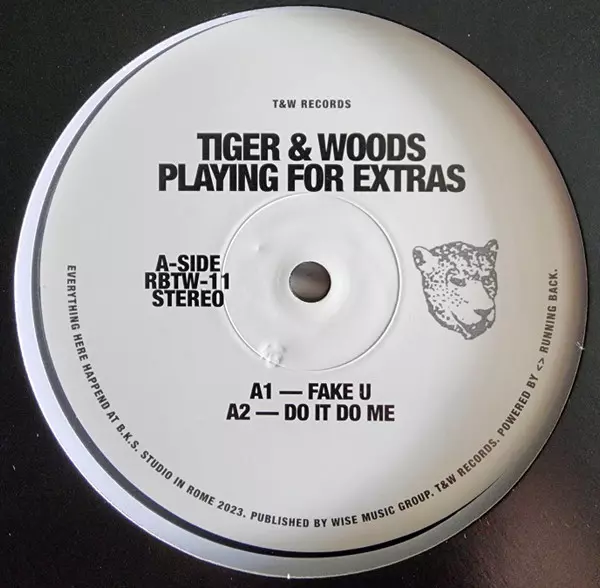 T&W RECORDS
TIGER & WOODS
PLAYING FOR EXTRAS
A-SIDE
RBTW-11
STEREO
A1 — FAKE U
A2 — DO IT DO ME
EVERYTHING HERE HAPPEND AT B.K.S. STUDIO IN ROME 2023. PUBLISHED BY WISE MUSIC GROUP. T&W RECORDS. POWERED BY <> RUNNING BACK.